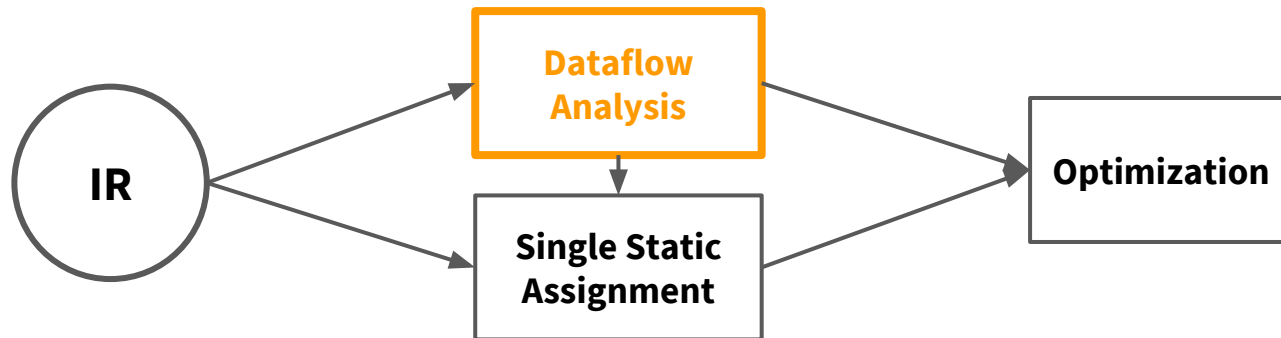 Dataflow
Analysis
IR
Optimization
Single Static
Assignment